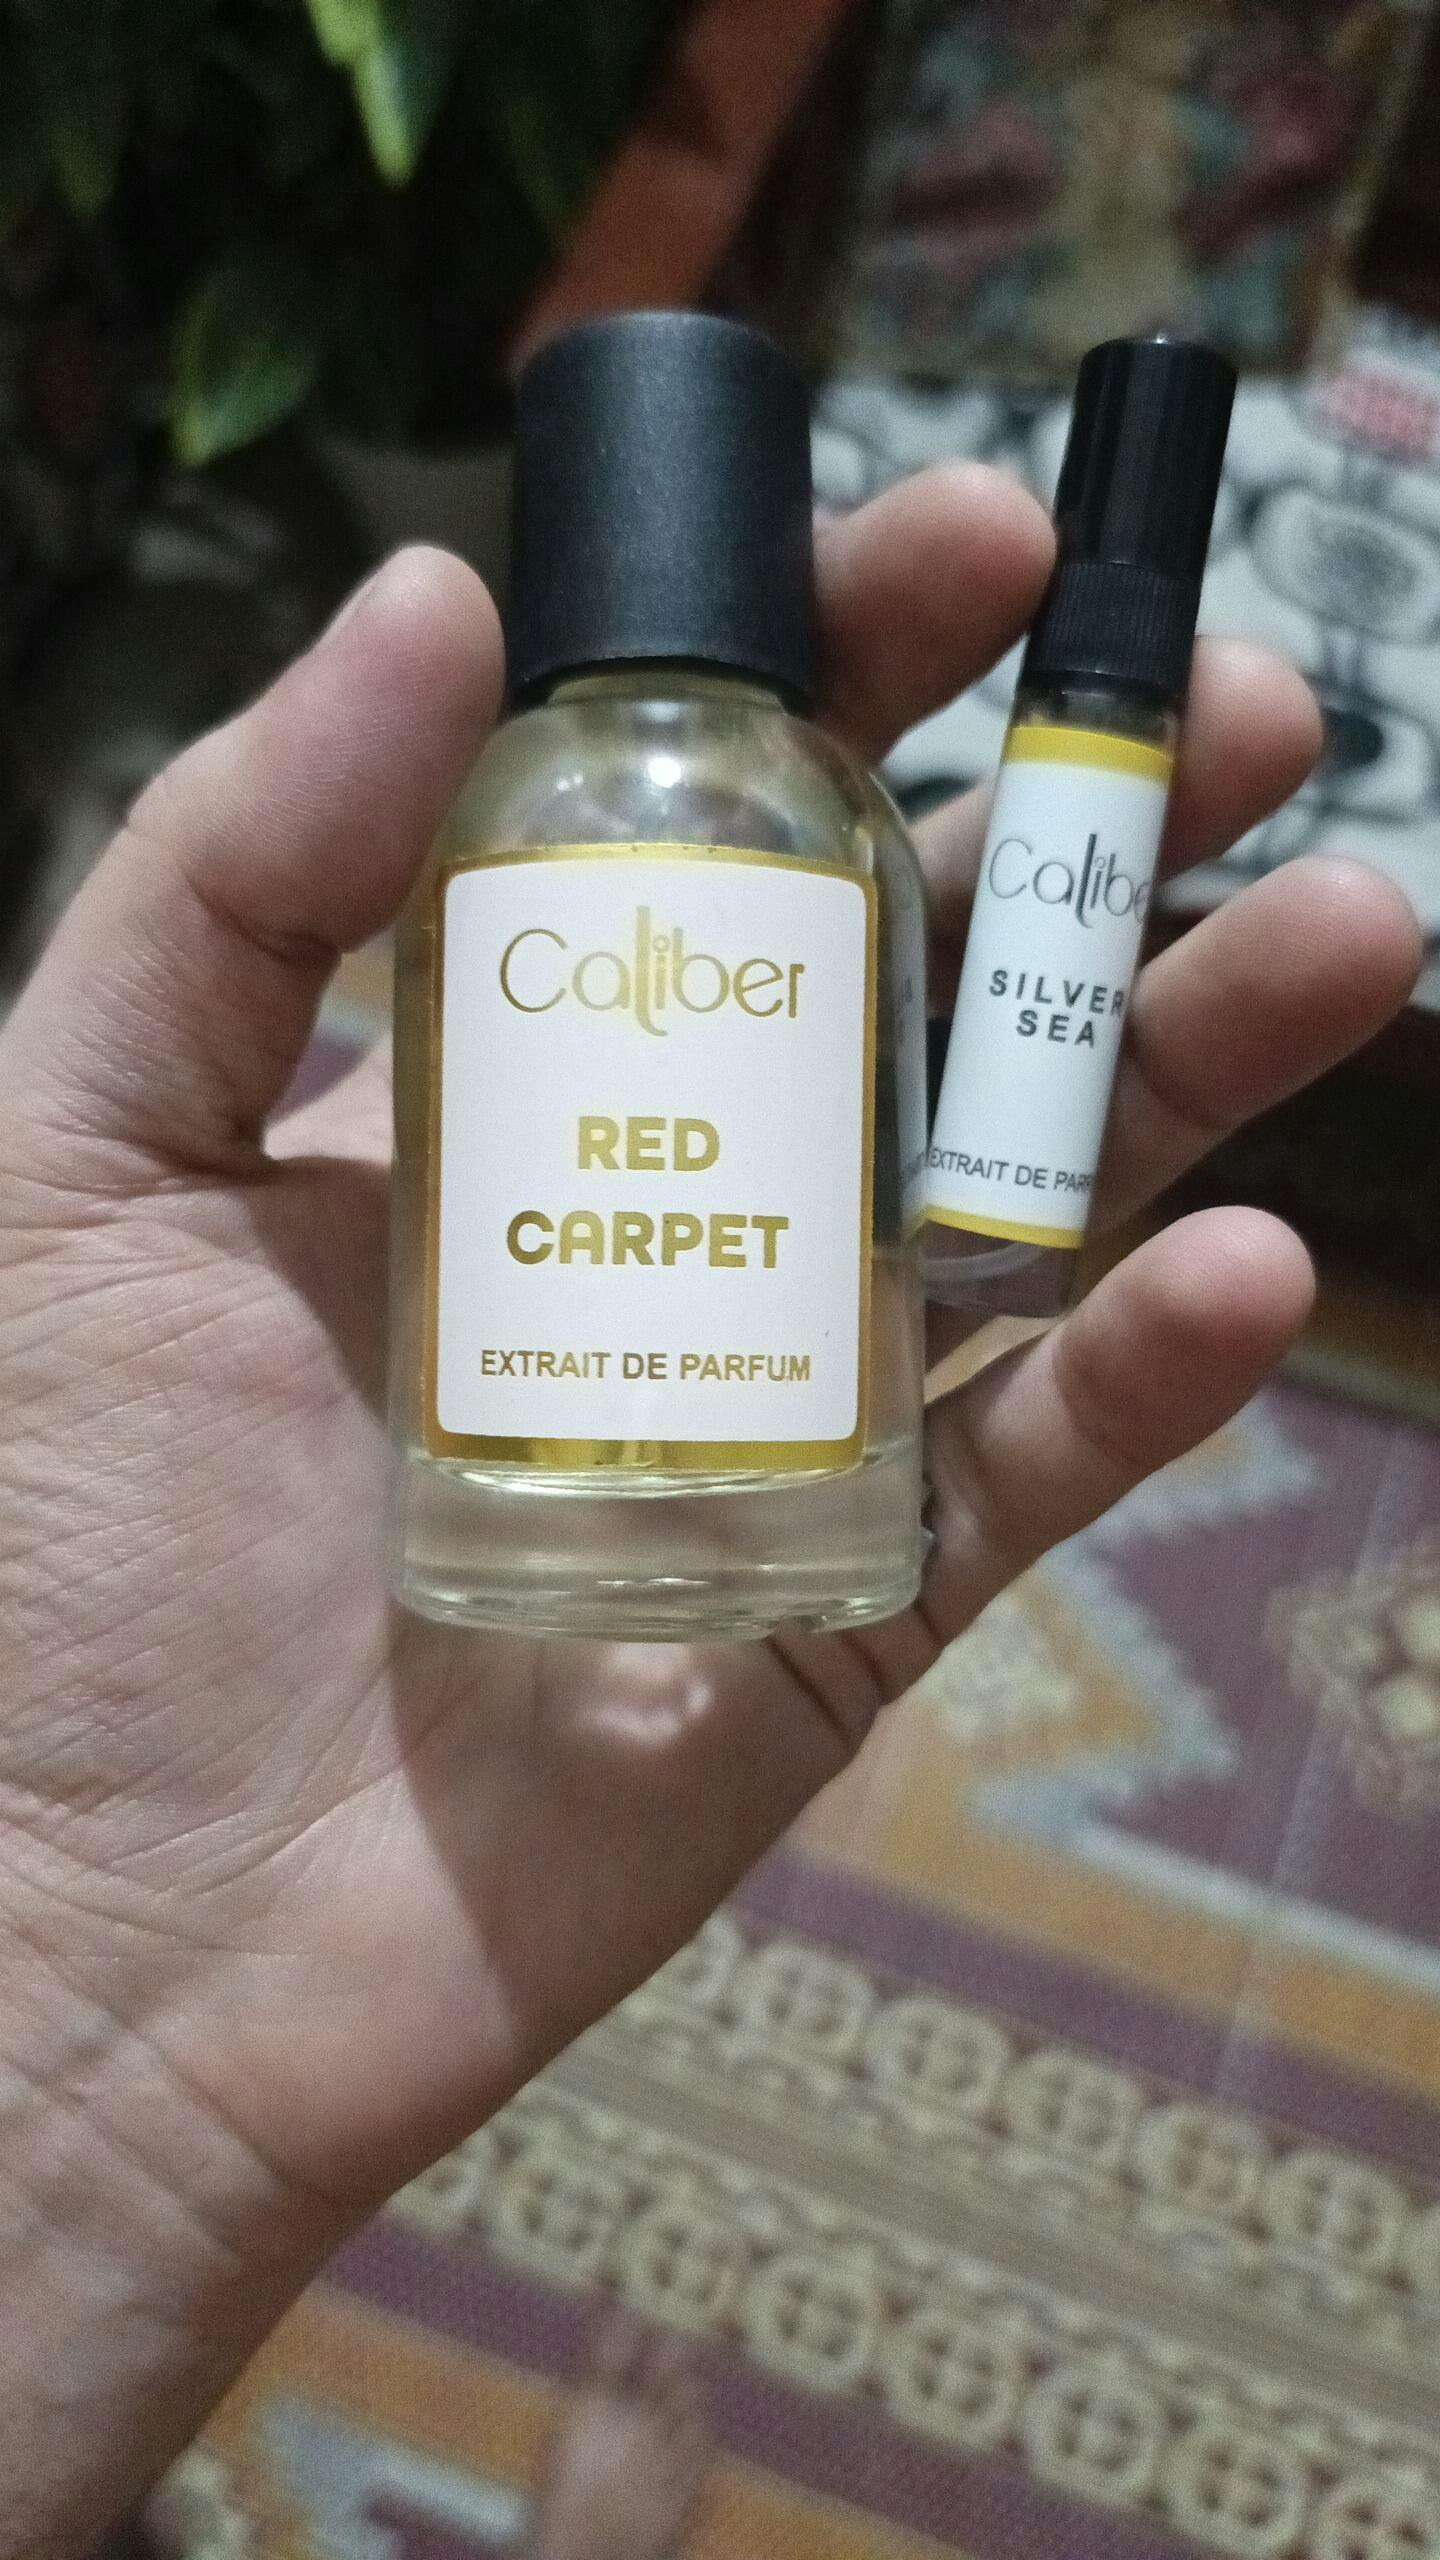 Caliber
RED
CARPET
EXTRAIT DE PARFUM
Calibe
SILVER
SEA
EXTRAIT DE PARF